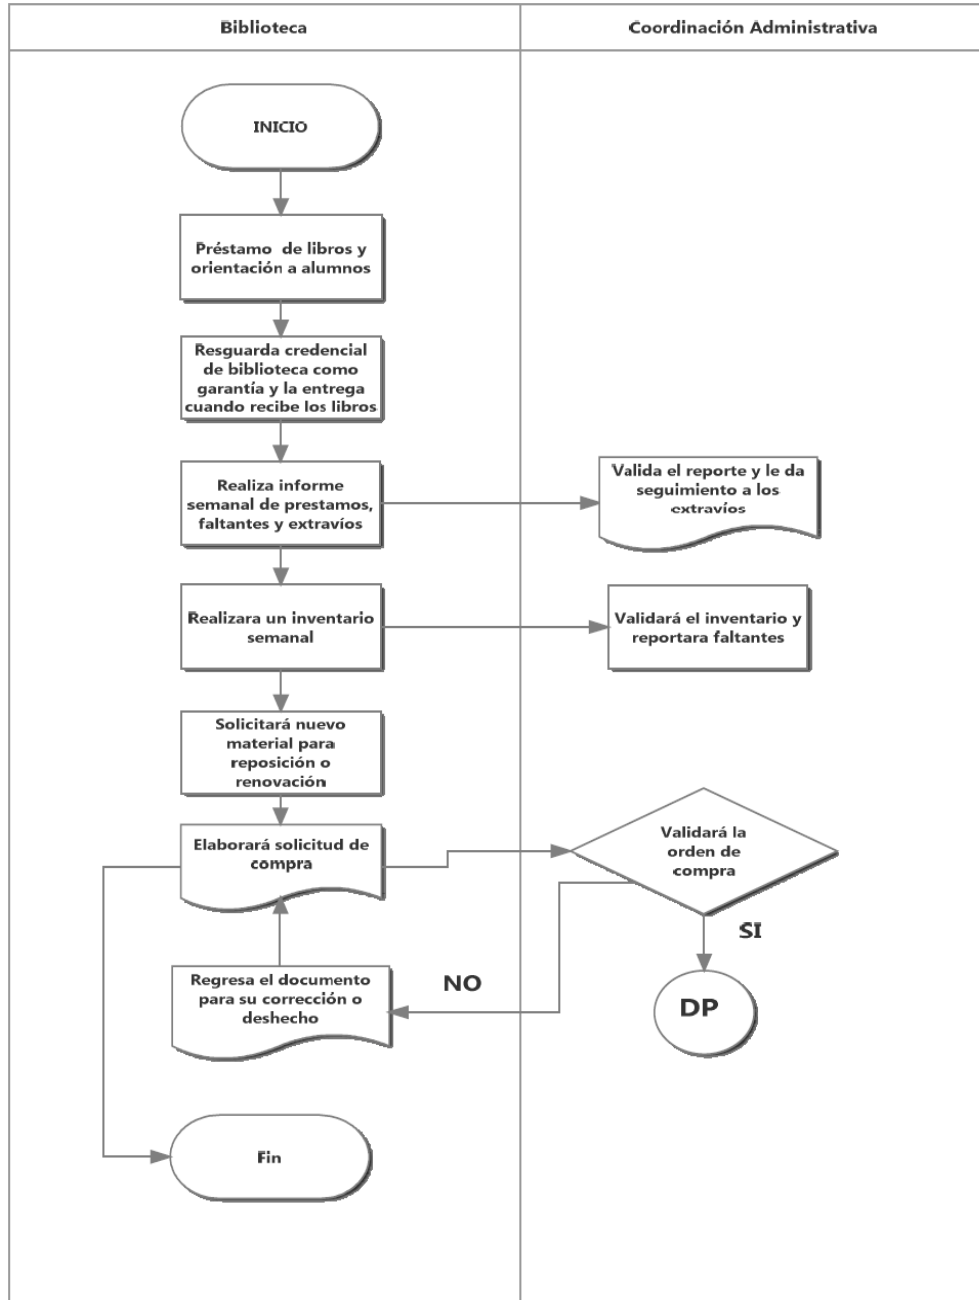 Biblioteca
Coordinación Administrativa
INICIO
Préstamo de libros y
orientación a alumnos
Resguarda credencial
de biblioteca como
garantía y la entrega
cuando recibe los libros
Realiza informe
semanal de prestamos,
faltantes y extravíos
Valida el reporte y le da
seguimiento a los
extravíos
Realizara un inventario
semanal
Validará el inventario y
reportara faltantes
Solicitará nuevo
material para
reposición o
renovación
Elaborará solicitud de
compra
Validará la
orden de
compra
SI
NO
Regresa el documento
para su corrección o
deshecho
DP
Fin